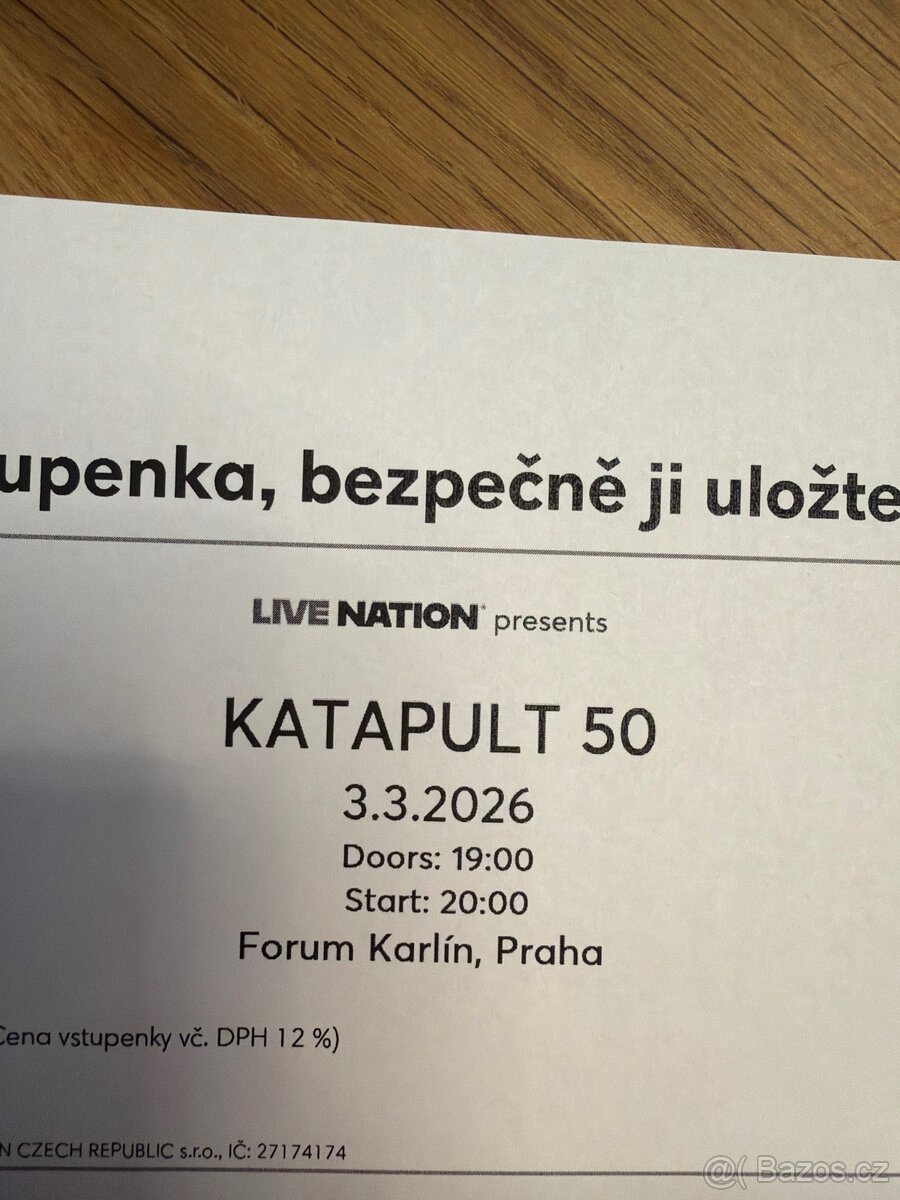 upenka, bezpečně ji uložte
LIVE NATION® presents
KATAPULT 50
3.3.2026
Doors: 19:00
Start: 20:00
Forum Karlín, Praha
Cena vstupenky vč. DPH 12 %)
N CZECH REPUBLIC s.r.o., IČ: 27174174
@( Bazos.cz